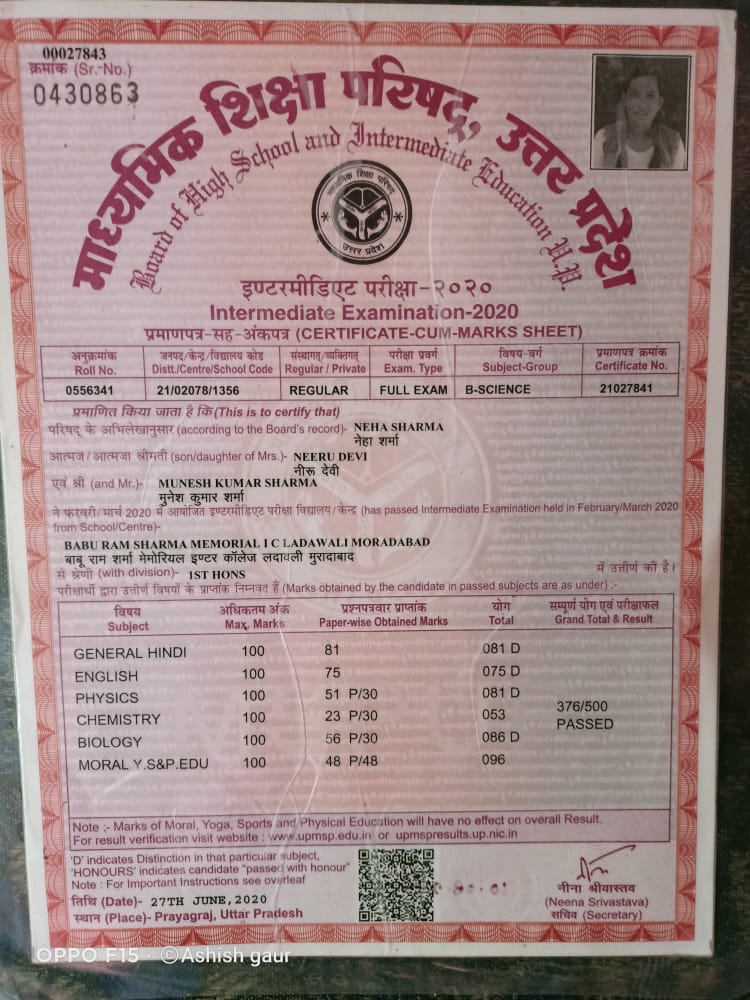 00027843
क्रमांक (Sr. No.)
0430863
माध्यमिक शिक्षा परिषद्, उत्तर प्रदेश
Board of High School and Intermediate Education U.P.
माध्यमिक शिक्षा परिषद
उत्तर प्रदेश
इण्टरमीडिएट परीक्षा-२०२०
Intermediate Examination-2020
प्रमाणपत्र-सह-अंकपत्र (CERTIFICATE-CUM-MARKS SHEET)
अनुक्रमांक जनपद/केन्द्र/विद्यालय कोड संस्थागत/व्यक्तिगत परीक्षा प्रवर्ग विषय-वर्ग प्रमाणपत्र क्रमांक
Roll No. Distt./Centre/School Code Regular / Private Exam. Type Subject-Group Certificate No.
0556341 21/02078/1356 REGULAR FULL EXAM B-SCIENCE 21027841
प्रमाणित किया जाता है कि (This is to certify that)
परिषद के अभिलेखानुसार (according to the Board's record)- NEHA SHARMA
नेहा शर्मा
आत्मज/आत्मजा श्रीमती (son/daughter of Mrs.)- NEERU DEVI
नीरू देवी
एवं श्री (and Mr.)- MUNESH KUMAR SHARMA
मुनेश कुमार शर्मा
ने फरवरी/मार्च 2020 में आयोजित इण्टरमीडिएट परीक्षा विद्यालय/केन्द्र (has passed Intermediate Examination held in February/March 2020
from School/Centre)-
BABU RAM SHARMA MEMORIAL I C LADAWALI MORADABAD
बाबू राम शर्मा मेमोरियल इण्टर कॉलेज लदावली मुरादाबाद
से श्रेणी (with division)- 1ST HONS में उत्तीर्ण की है।
परीक्षार्थी द्वारा उत्तीर्ण विषयों के प्राप्तांक निम्नवत हैं (Marks obtained by the candidate in passed subjects are as under) :-
विषय अधिकतम अंक प्रश्नपत्रवार प्राप्तांक योग सम्पूर्ण योग एवं परीक्षाफल
Subject Max. Marks Paper-wise Obtained Marks Total Grand Total & Result
GENERAL HINDI 100 81 081 D
ENGLISH 100 75 075 D
PHYSICS 100 51 P/30 081 D
CHEMISTRY 100 23 P/30 053
BIOLOGY 100 56 P/30 086 D
MORAL Y.S&P.EDU 100 48 P/48 096
376/500
PASSED
Note :- Marks of Moral, Yoga, Sports and Physical Education will have no effect on overall Result.
For result verification visit website : www.upmsp.edu.in or upmspresults.up.nic.in
'D' indicates Distinction in that particular subject,
'HONOURS' indicates candidate "passed with honour"
Note : For Important Instructions see overleaf
तिथि (Date)- 27TH JUNE, 2020
स्थान (Place)- Prayagraj, Uttar Pradesh
नीना श्रीवास्तव
(Neena Srivastava)
सचिव (Secretary)
OPPO F15 · ©Ashish gaur